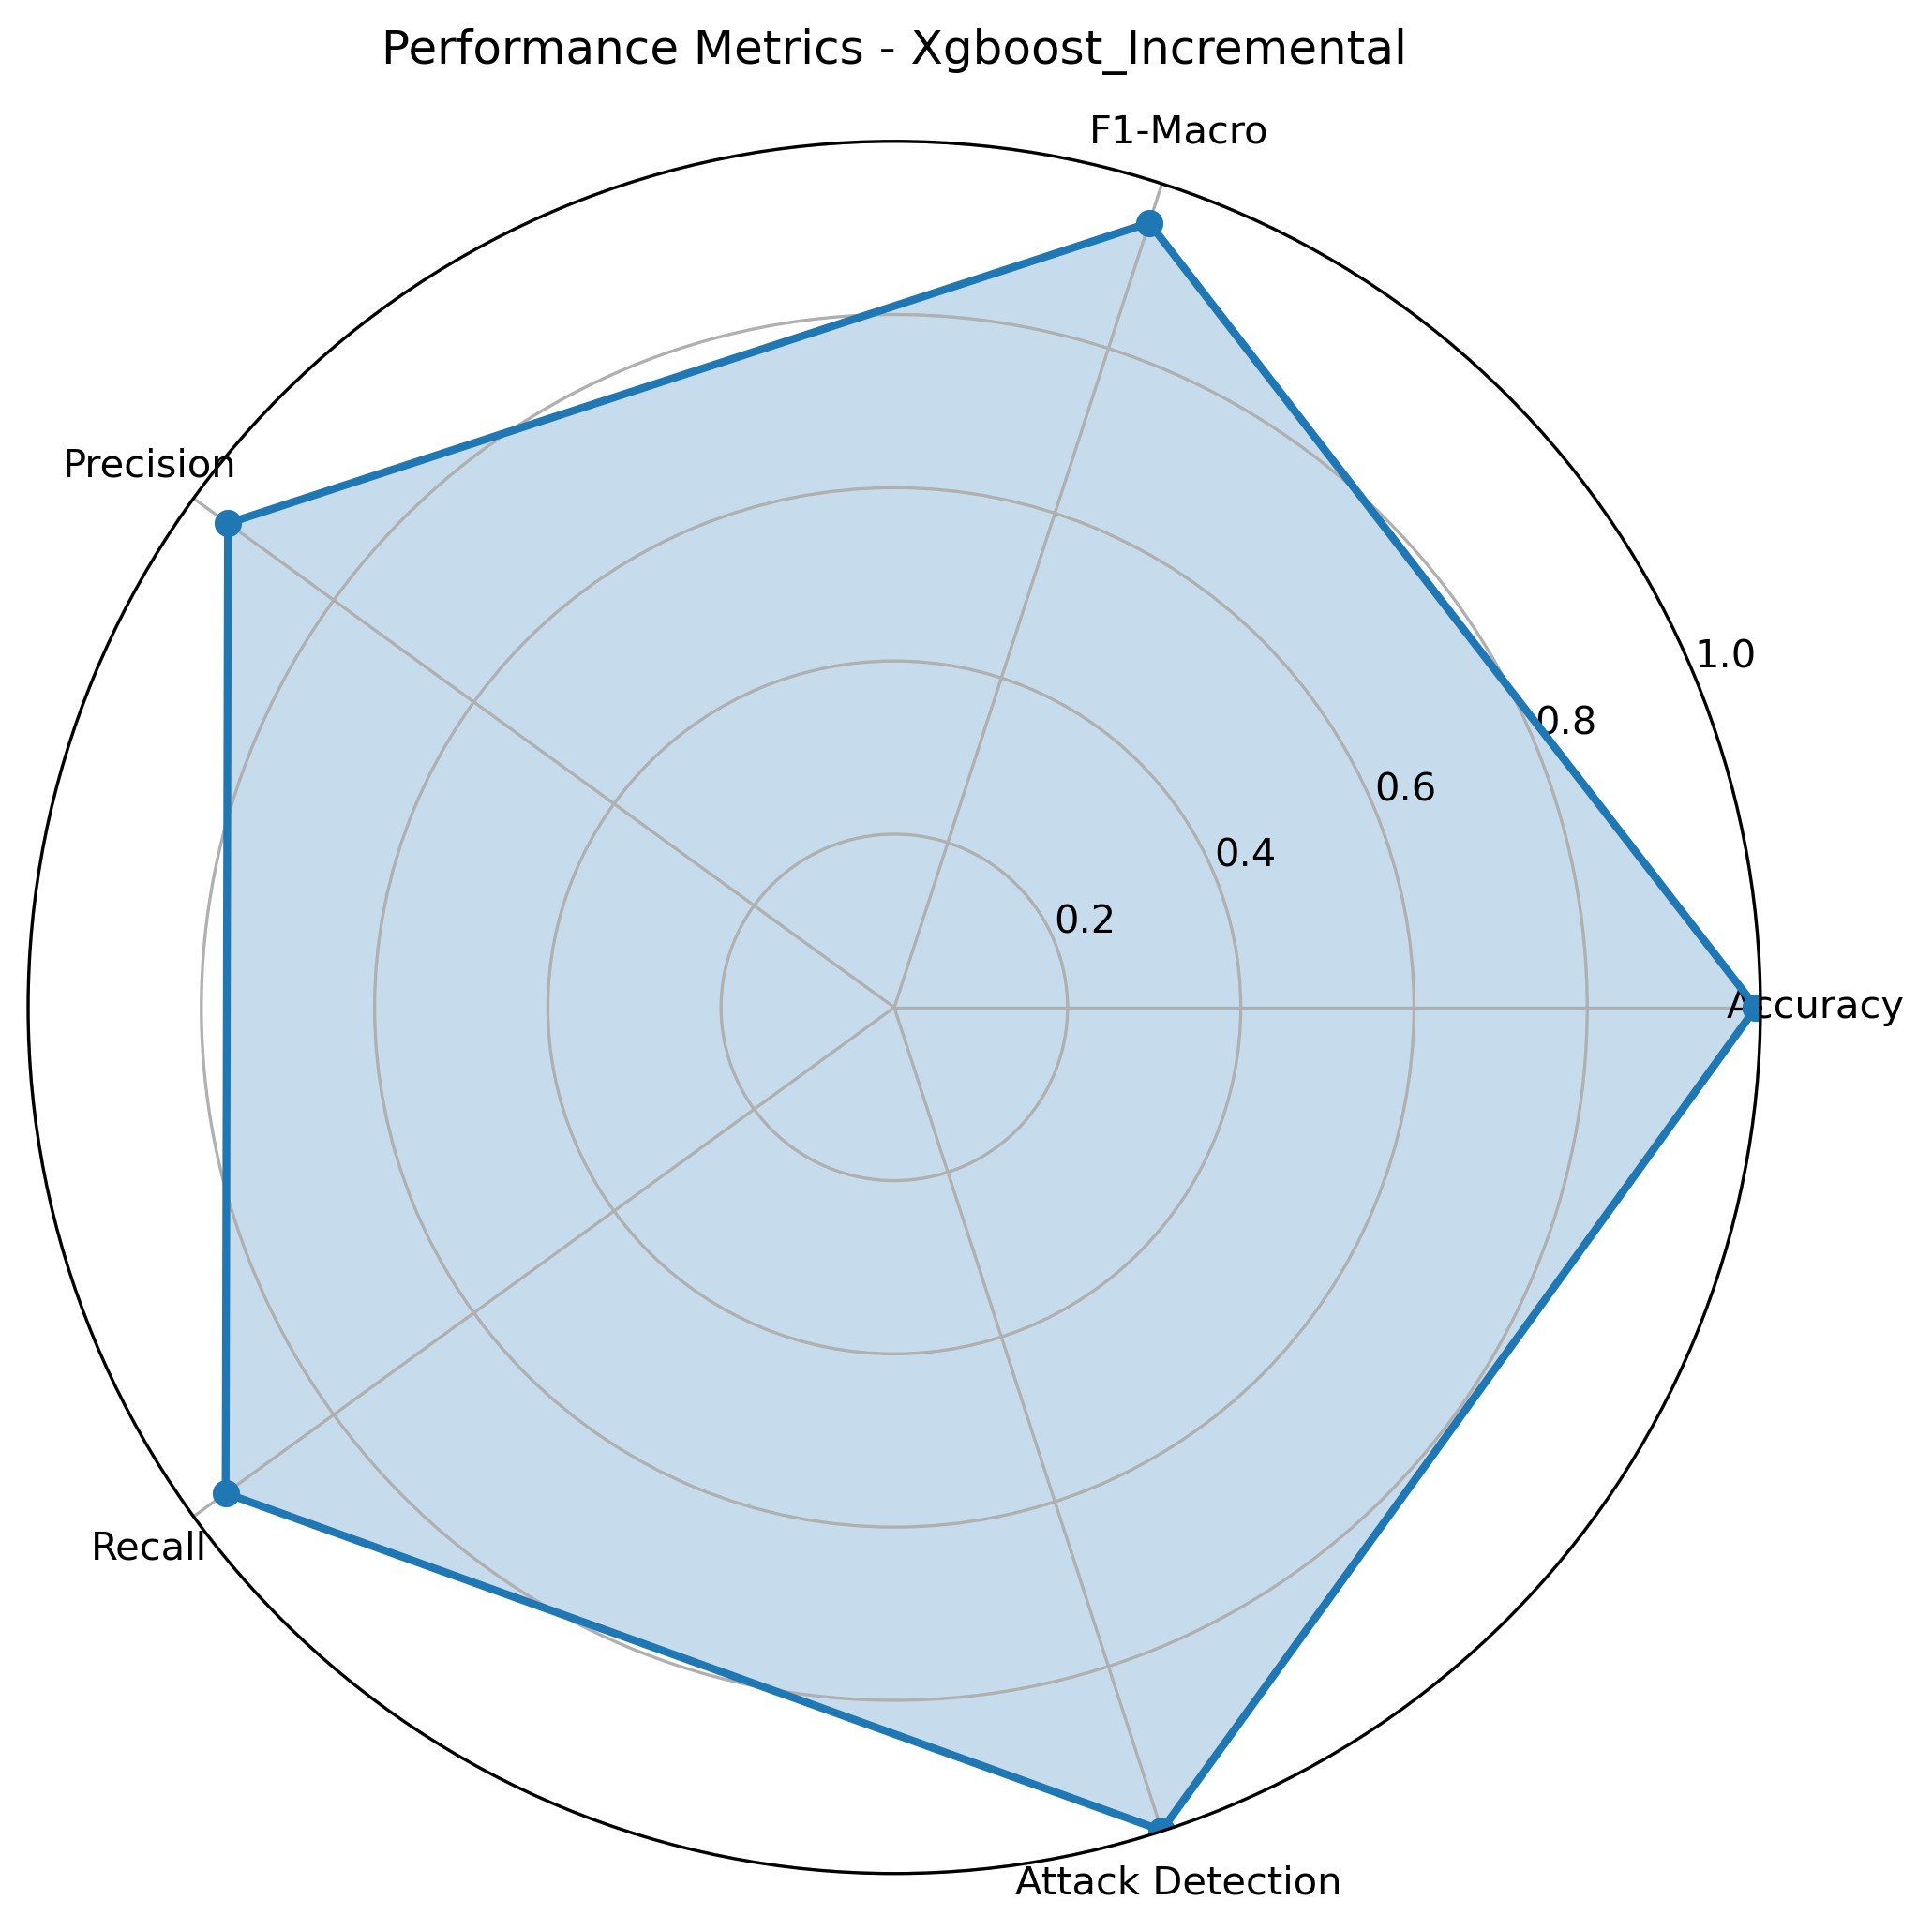 Performance Metrics - Xgboost_Incremental
F1-Macro
Precision
1.0
0.8
0.6
0.4
0.2
Accuracy
Recall
Attack Detection